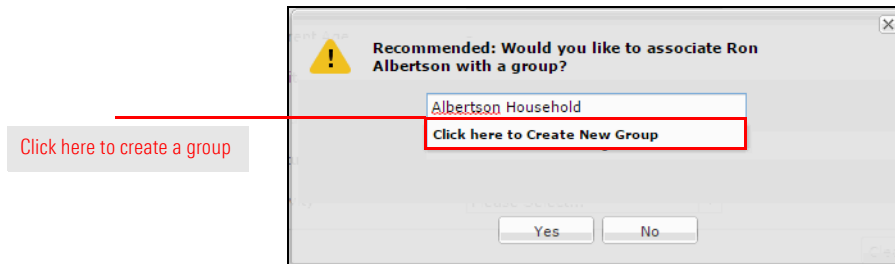 Recommended: Would you like to associate Ron
Albertson with a group?
Albertson Household
Click here to Create New Group
Click here to create a group
Yes No